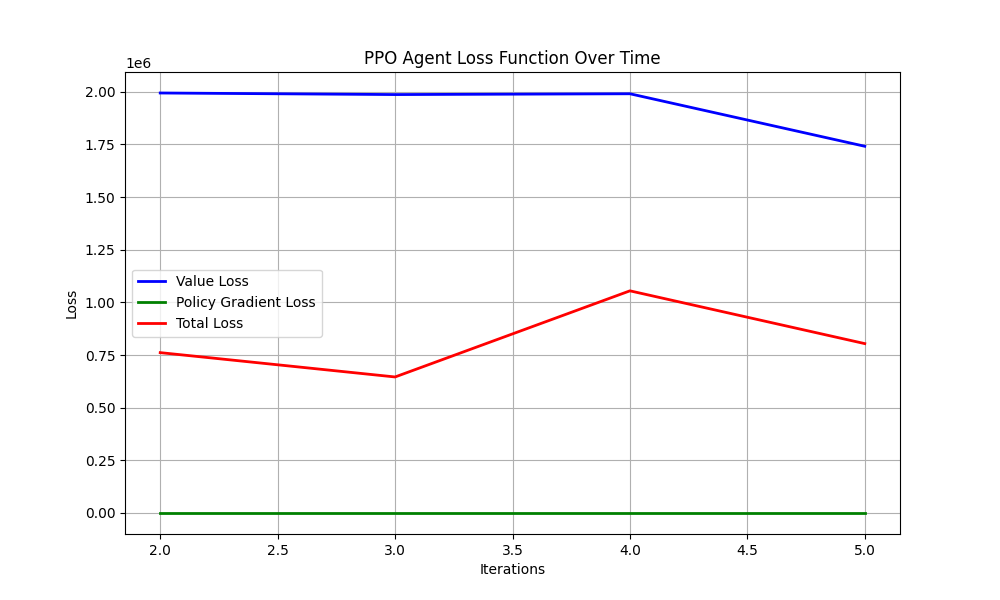 PPO Agent Loss Function Over Time
1e6
2.00
1.75
1.50
1.25
1.00
0.75
0.50
0.25
0.00
Loss
Value Loss
Policy Gradient Loss
Total Loss
2.0 2.5 3.0 3.5 4.0 4.5 5.0
Iterations